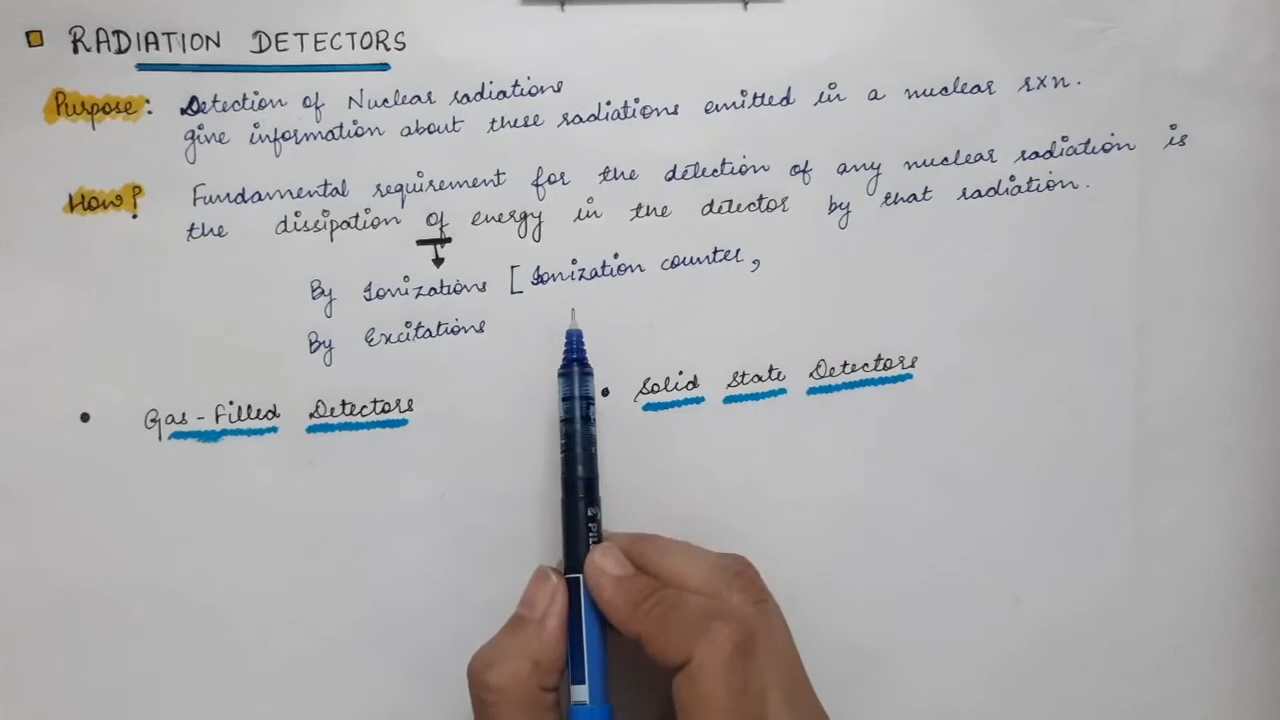 RADIATION DETECTORS
Purpose: Detection of Nuclear radiations
give information about these radiations emitted in a nuclear rxn.
How? Fundamental requirement for the detection of any nuclear radiation is
the dissipation of energy in the detector by that radiation.
By Ionizations [Ionization counter,
By Excitations
• Gas-Filled Detectors
• Solid State Detectors